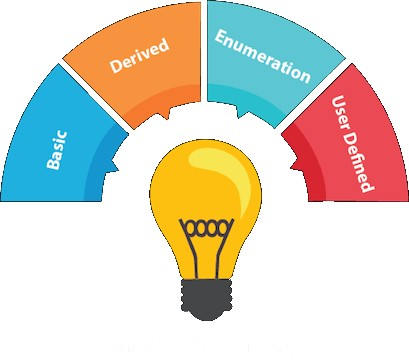 Basic
Derived
Enumeration
User Defined